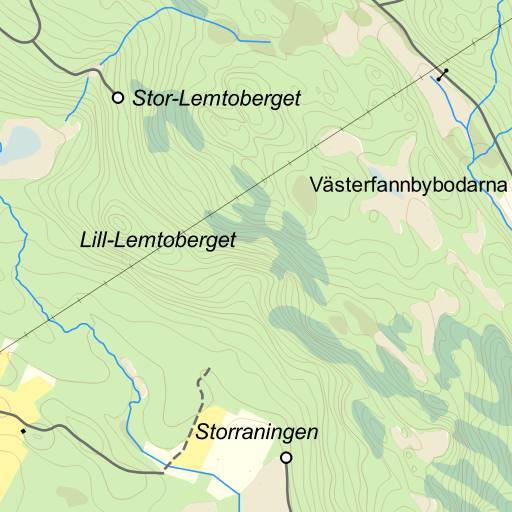 Stor-Lemtoberget
Västerfannbybodarna
Lill-Lemtoberget
Storraningen